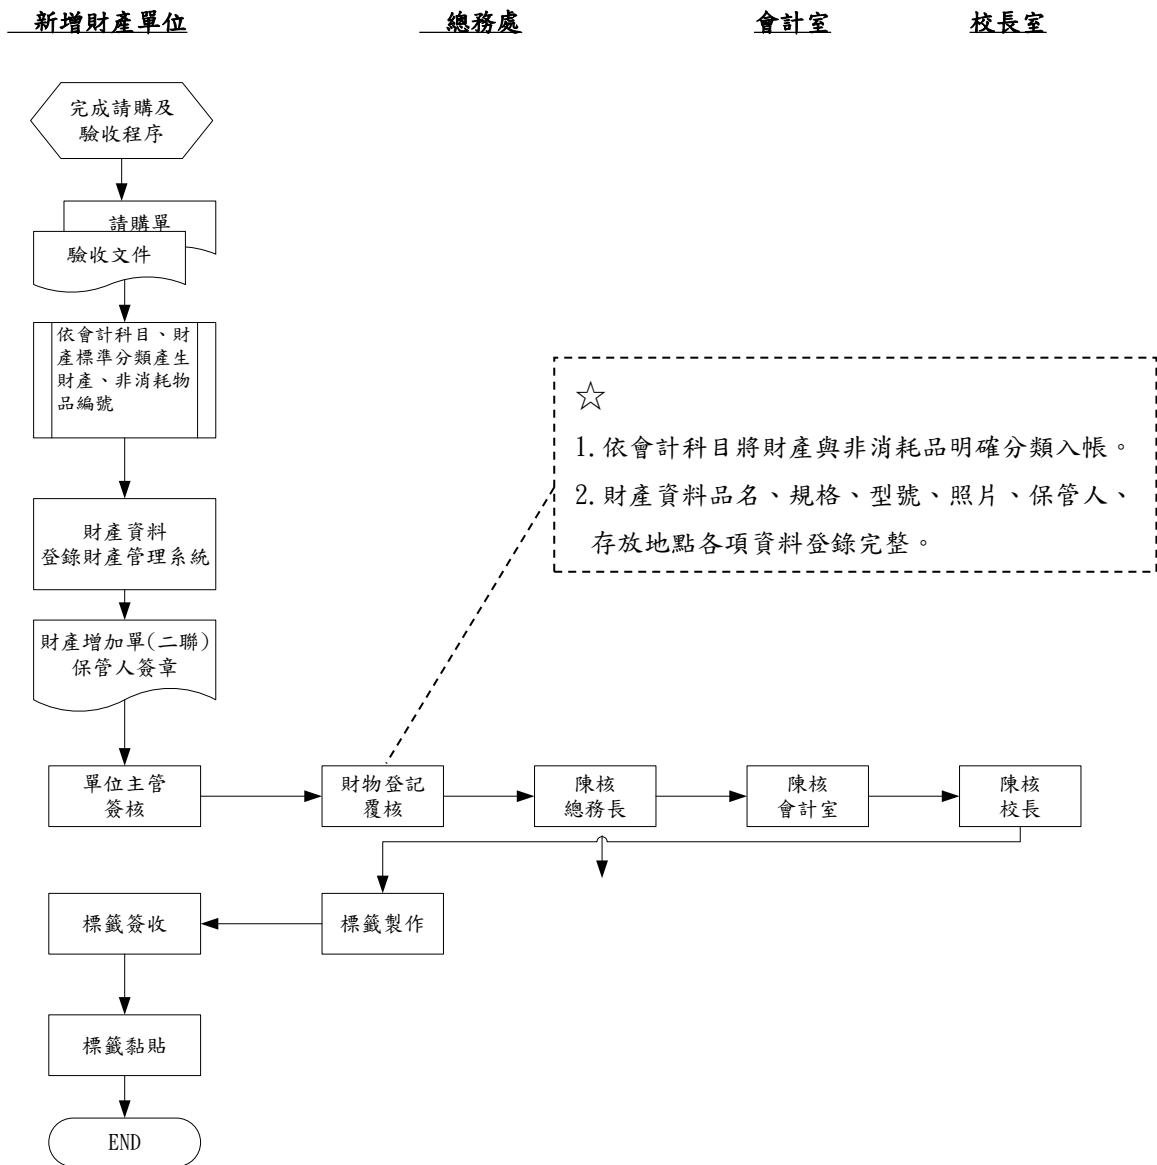 新增財產單位
總務處
會計室
校長室
完成請購及
驗收程序
請購單
驗收文件
依會計科目、財
產標準分類產生
財產、非消耗物
品編號
☆
1.依會計科目將財產與非消耗品明確分類入帳。
2.財產資料品名、規格、型號、照片、保管人、
存放地點各項資料登錄完整。
財產資料
登錄財產管理系統
財產增加單(二聯)
保管人簽章
單位主管
簽核
財物登記
覆核
陳核
總務長
陳核
會計室
陳核
校長
標籤簽收
標籤製作
標籤黏貼
END